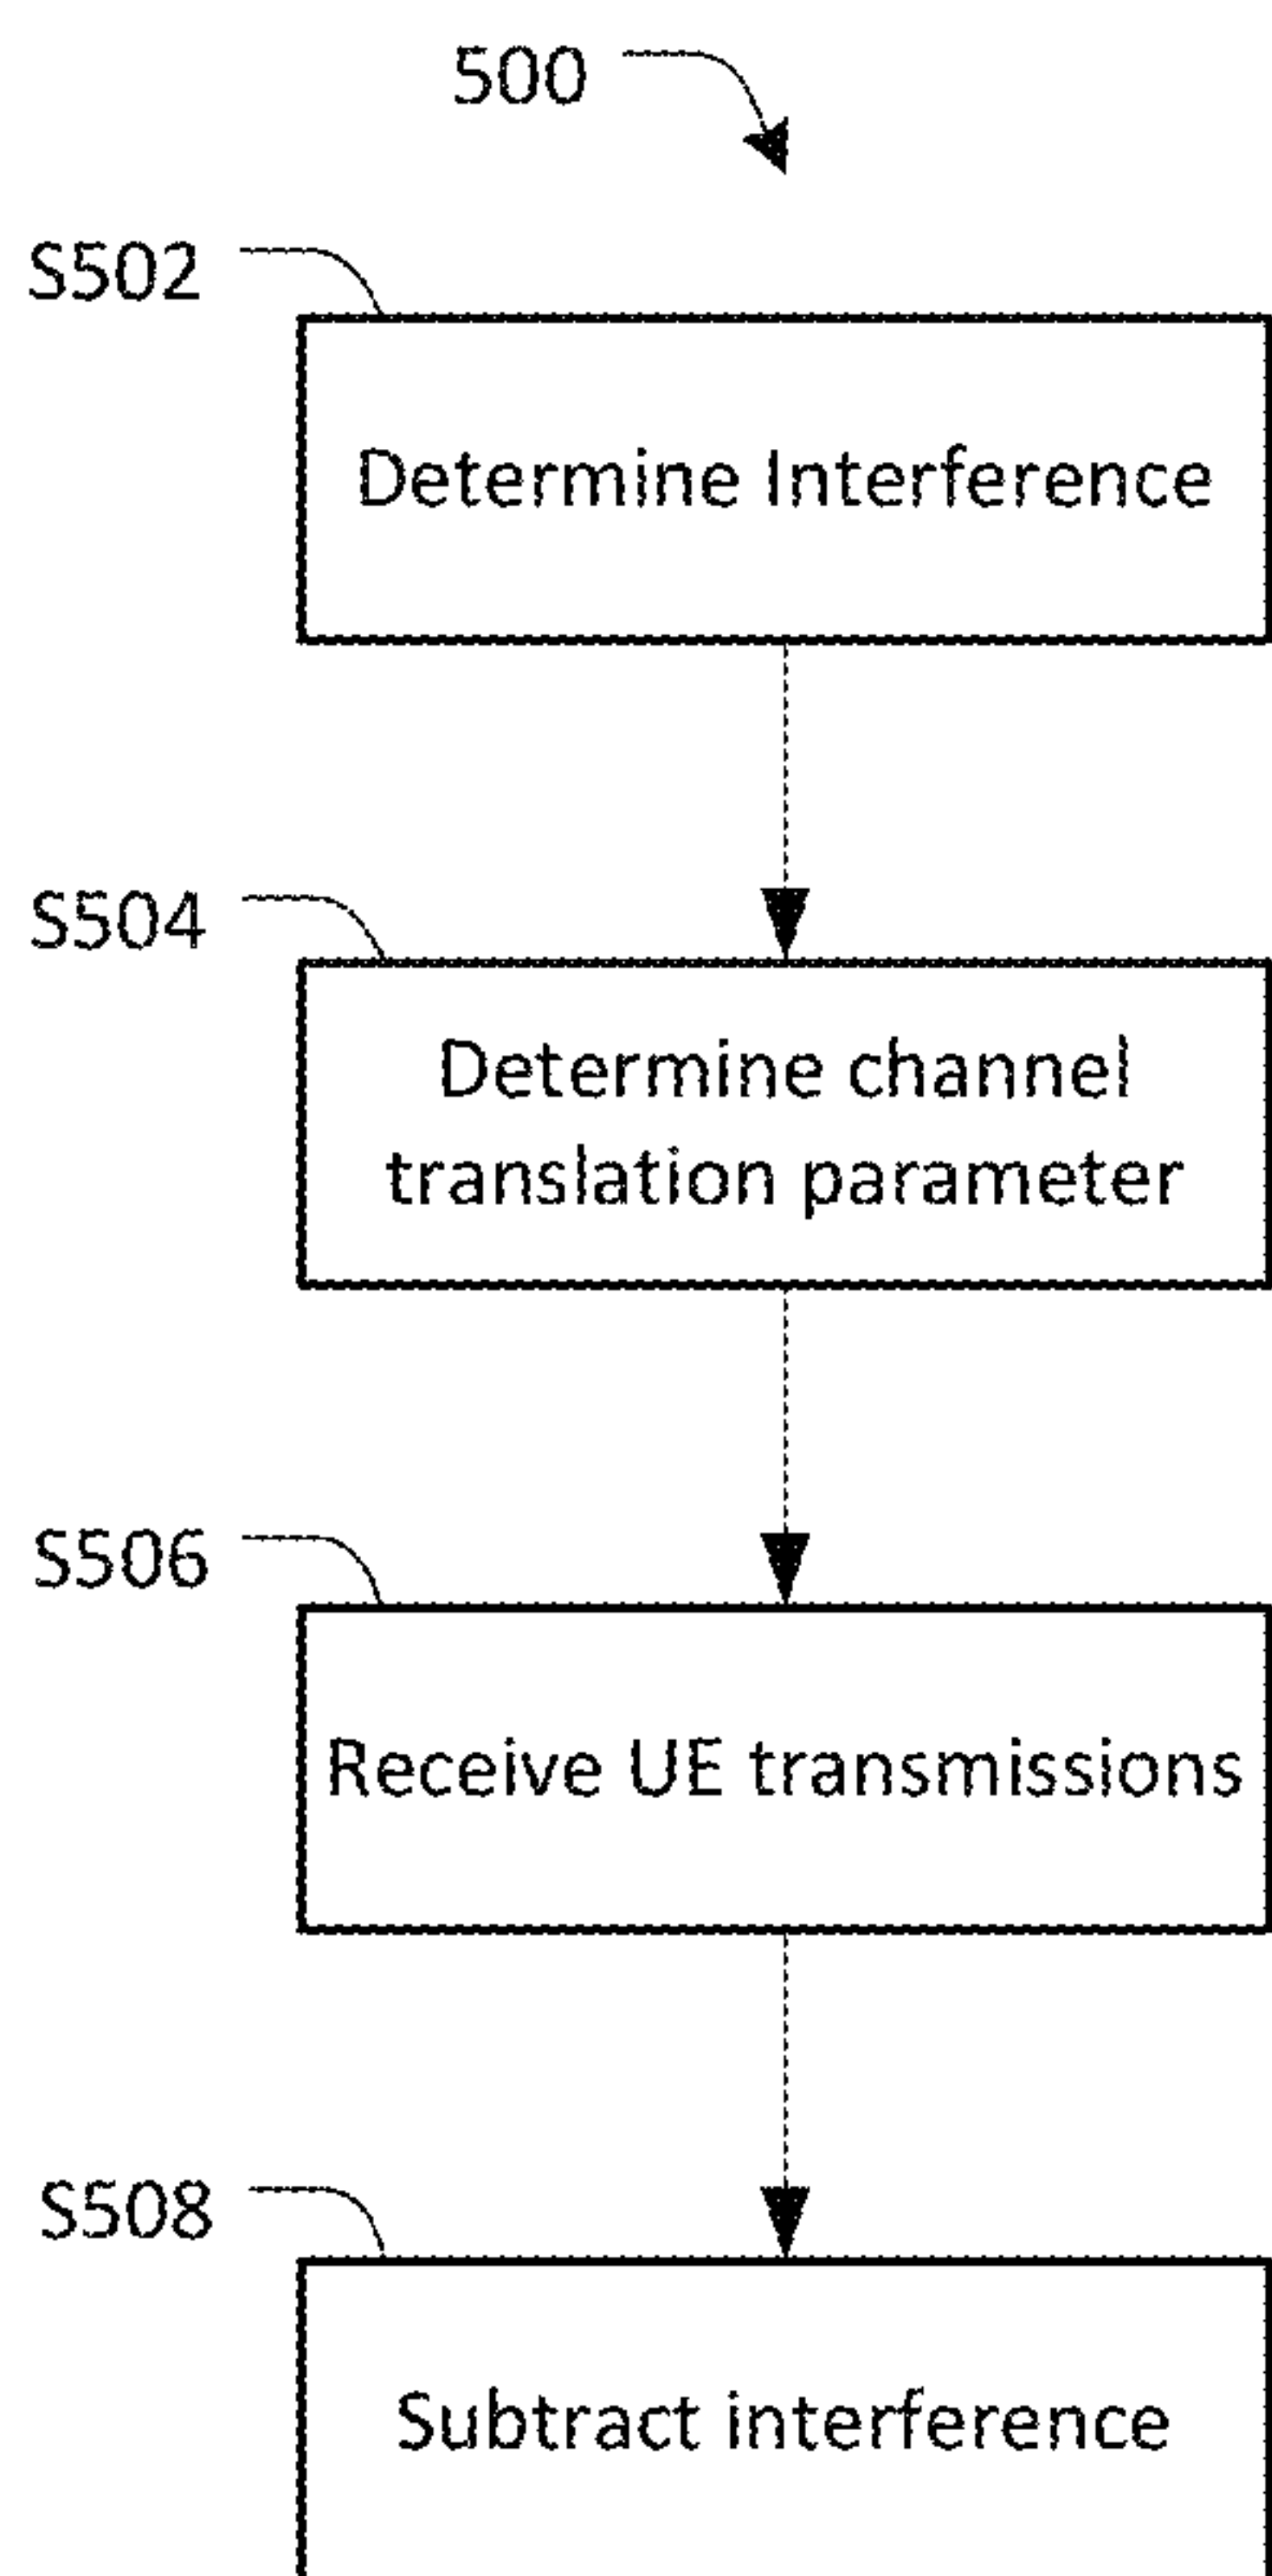 500
S502
Determine Interference
S504
Determine channel
translation parameter
S506
Receive UE transmissions
S508
Subtract interference